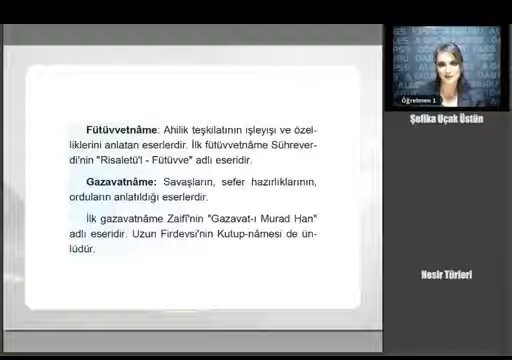 Fütüvvetnâme: Ahilik teşkilatının işleyişi ve özel-
liklerini anlatan eserlerdir. İlk fütüvvetnâme Sührever-
di'nin "Risaletü'l - Fütüvve" adlı eseridir.
Gazavatnâme: Savaşların, sefer hazırlıklarının,
orduların anlatıldığı eserlerdir.
İlk gazavatnâme Zaifî'nin "Gazavat-ı Murad Han"
adlı eseridir. Uzun Firdevsi'nin Kutup-nâmesi de ün-
lüdür.
Öğretmen 1
Şefika Uçak Üstün
Nesir Türleri